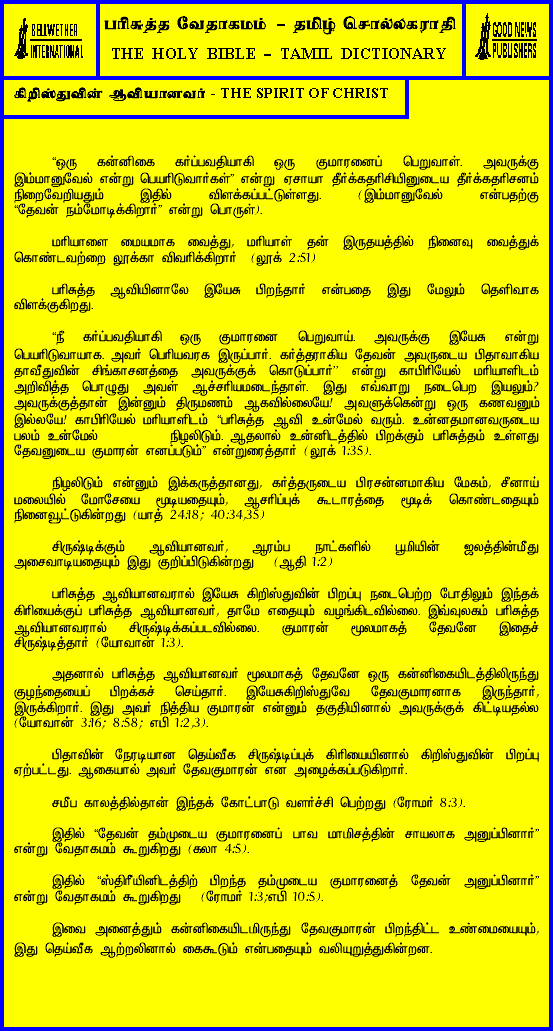 BELLWETHER
INTERNATIONAL
பரிசுத்த வேதாகமம் – தமிழ் சொல்லகராதி
THE HOLY BIBLE – TAMIL DICTIONARY
GOOD NEWS
PUBLISHERS
கிறிஸ்துவின் ஆவியானவர் - THE SPIRIT OF CHRIST
“ஒரு கன்னிகை கர்ப்பவதியாகி ஒரு குமாரனைப் பெறுவாள். அவருக்கு
இம்மானுவேல் என்று பெயரிடுவார்கள்” என்று ஏசாயா தீர்க்கதரிசியினுடைய தீர்க்கதரிசனம்
நிறைவேறியதும் இதில் விளக்கப்பட்டுள்ளது. (இம்மானுவேல் என்பதற்கு
“தேவன் நம்மோடிக்கிறார்” என்று பொருள்).
மரியாளை மையமாக வைத்து, மரியாள் தன் இருதயத்தில் நினைவு வைத்துக்
கொண்டவற்றை லூக்கா விவரிக்கிறார் (லூக் 2:51)
பரிசுத்த ஆவியினாலே இயேசு பிறந்தார் என்பதை இது மேலும் தெளிவாக
விளக்குகிறது.
“நீ கர்ப்பவதியாகி ஒரு குமாரனை பெறுவாய். அவருக்கு இயேசு என்று
பெயரிடுவாயாக. அவர் பெரியவரக இருப்பார். கர்த்தராகிய தேவன் அவருடைய பிதாவாகிய
தாவீதுவின் சிங்காசனத்தை அவருக்குக் கொடுப்பார்’’ என்று காபிரியேல் மரியாளிடம்
அறிவித்த பொழுது அவள் ஆச்சரியமடைந்தாள். இது எவ்வாறு நடைபெற இயலும்?
அவருக்குத்தான் இன்னும் திருமணம் ஆகவில்லையே! அவளுக்கென்று ஒரு கணவனும்
இல்லயே! காபிரியேல் மரியாளிடம் “பரிசுத்த ஆவி உன்மேல் வரும். உன்னதமானவருடைய
பலம் உன்மேல் நிழலிடும். ஆதலால் உன்னிடத்தில் பிறக்கும் பரிசுத்தம் உள்ளது
தேவனுடைய குமாரன் எனப்படும்” என்றுரைத்தார் (லூக் 1:35).
நிழலிடும் என்னும் இக்கருத்தானது, கர்த்தருடைய பிரசன்னமாகிய மேகம், சீனாய்
மலையில் மோசேயை மூடியதையும், ஆசரிப்புக் கூடாரத்தை மூடிக் கொண்டதையும்
நினைவூட்டுகின்றது (யாத் 24:18; 40:34,35)
சிருஷ்டிக்கும் ஆவியானவர், ஆரம்ப நாட்களில் பூமியின் ஜலத்தின்மீது
அசைவாடியதையும் இது குறிப்பிடுகின்றது (ஆதி 1:2)
பரிசுத்த ஆவியானவரால் இயேசு கிறிஸ்துவின் பிறப்பு நடைபெற்ற போதிலும் இந்தக்
கிரியைக்குப் பரிசுத்த ஆவியானவர், தாமே எதையும் வழங்கிடவில்லை. இவ்வுலகம் பரிசுத்த
ஆவியானவரால் சிருஷ்டிக்கப்படவில்லை. குமாரன் மூலமாகத் தேவனே இதைச்
சிருஷ்டித்தார் (யோவான் 1:3).
அதனால் பரிசுத்த ஆவியானவர் மூலமாகத் தேவனே ஒரு கன்னிகையிடத்திலிருந்து
குழந்தையைப் பிறக்கச் செய்தார். இயேசுகிறிஸ்துவே தேவகுமாரனாக இருந்தார்,
இருக்கிறார். இது அவர் நித்திய குமாரன் என்னும் தகுதியினால் அவருக்குக் கிட்டியதல்ல
(யோவான் 3:16; 8:58; எபி 1:2,3).
பிதாவின் நேரடியான தெய்வீக சிருஷ்டிப்புக் கிரியையினால் கிறிஸ்துவின் பிறப்பு
ஏற்பட்டது. ஆகையால் அவர் தேவகுமாரன் என அழைக்கப்படுகிறார்.
சமீப காலத்தில்தான் இந்தக் கோட்பாடு வளர்ச்சி பெற்றது (ரோமர் 8:3).
இதில் “தேவன் தம்முடைய குமாரனைப் பாவ மாமிசத்தின் சாயலாக அனுப்பினார்”
என்று வேதாகமம் கூறுகிறது (கலா 4:5).
இதில் “ஸ்திரீயினிடத்திற் பிறந்த தம்முடைய குமாரனைத் தேவன் அனுப்பினார்”
என்று வேதாகமம் கூறுகிறது (ரோமர் 1:3;எபி 10:5).
இவை அனைத்தும் கன்னிகையிடமிருந்து தேவகுமாரன் பிறந்திட்ட உண்மையையும்,
இது தெய்வீக ஆற்றலினால் கைகூடும் என்பதையும் வலியுறுத்துகின்றன.